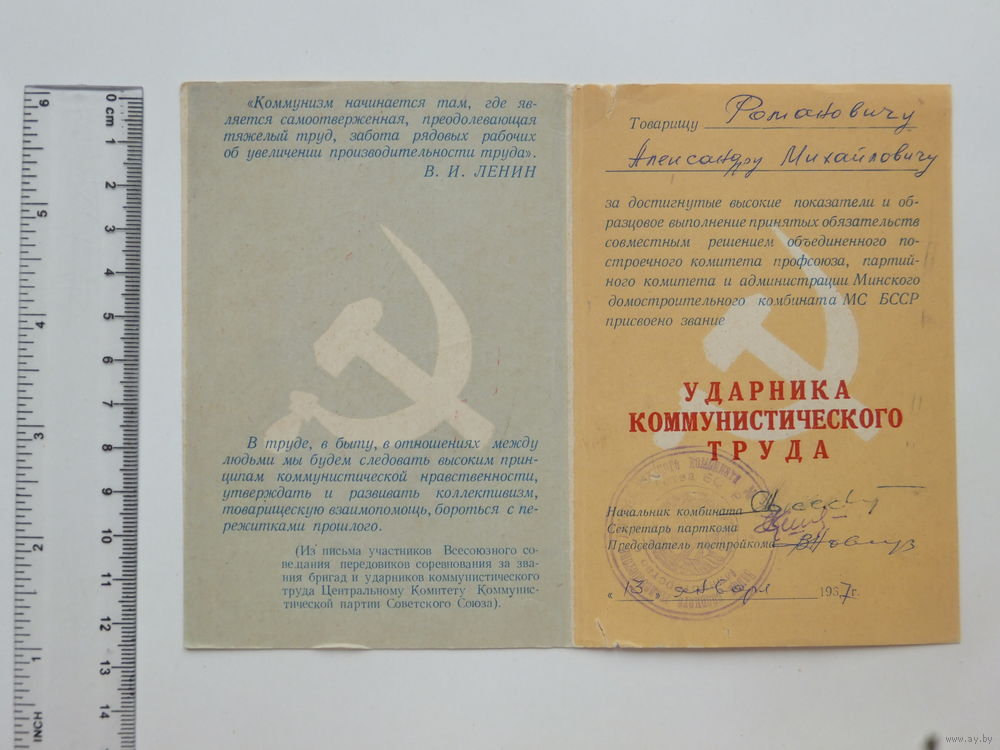 «Коммунизм начинается там, где яв-
ляется самоотверженная, преодолевающая
тяжелый труд, забота рядовых рабочих
об увеличении производительности труда».
В. И. ЛЕНИН
В труде, в быту, в отношениях между
людьми мы будем следовать высоким прин-
ципам коммунистической нравственности,
утверждать и развивать коллективизм,
товарищескую взаимопомощь, бороться с пе-
режитками прошлого.
(Из письма участников Всесоюзного со-
вещания передовиков соревнования за зва-
ния бригад и ударников коммунистического
труда Центральному Комитету Коммунис-
тической партии Советского Союза).
Товарищу Романовичу
Александру Михайловичу
за достигнутые высокие показатели и об-
разцовое выполнение принятых обязательств
совместным решением объединенного по-
строечного комитета профсоюза, партий-
ного комитета и администрации Минского
домостроительного комбината МС БССР
присвоено звание
УДАРНИКА
КОММУНИСТИЧЕСКОГО
ТРУДА
Начальник комбината
Секретарь парткома
Председатель постройкома
«13» января 1967г.
0 cm 1 2 3 4 5 6 7 8 9 10 11 12 13 14
INCH 1 2 3 4 5 6
www.ay.by